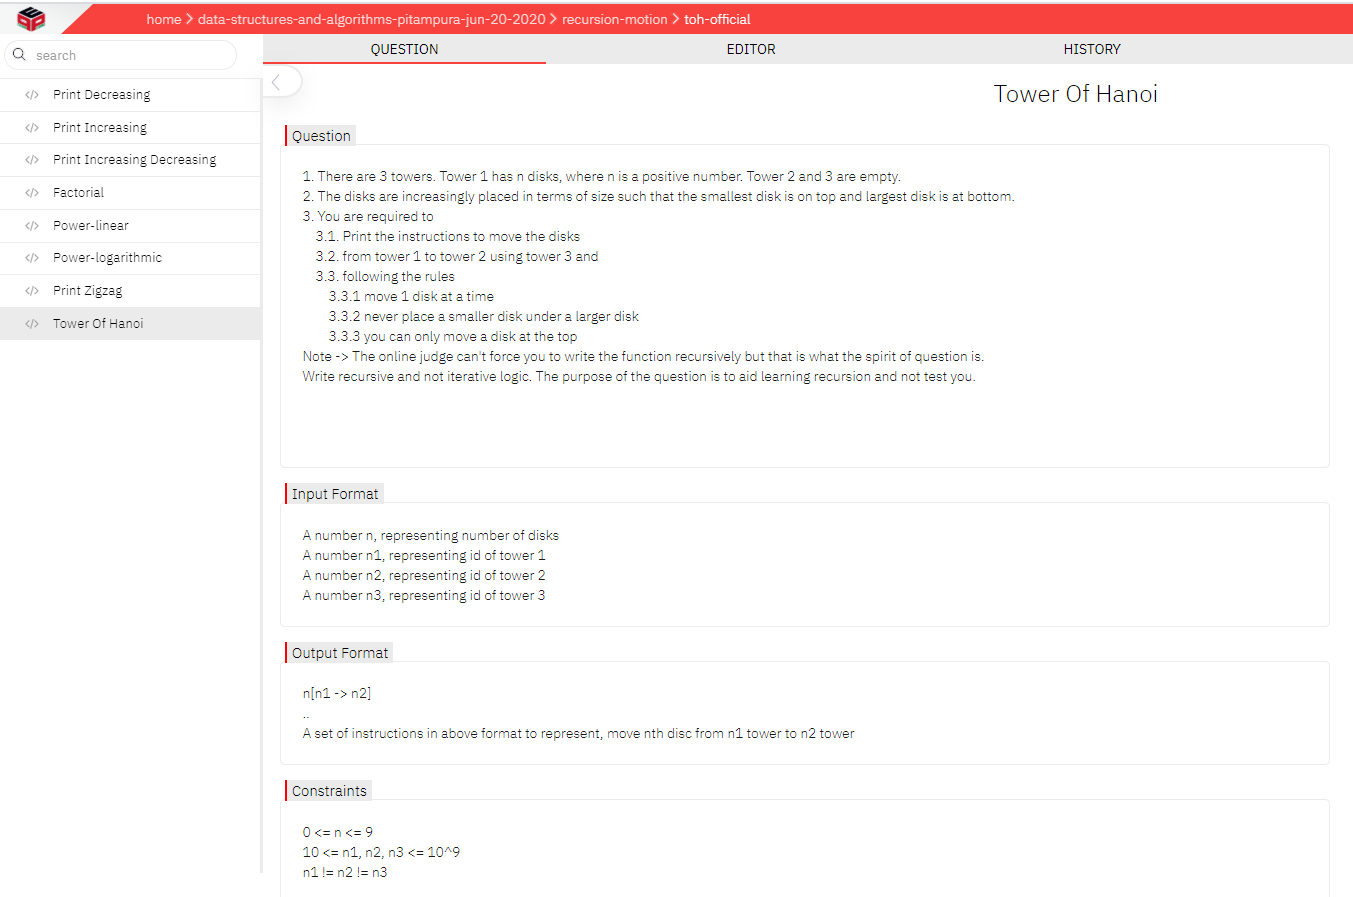 home > data-structures-and-algorithms-pitampura-jun-20-2020 > recursion-motion > toh-official
search
QUESTION
EDITOR
HISTORY
</> Print Decreasing
</> Print Increasing
</> Print Increasing Decreasing
</> Factorial
</> Power-linear
</> Power-logarithmic
</> Print Zigzag
</> Tower Of Hanoi
Tower Of Hanoi
Question
1. There are 3 towers. Tower 1 has n disks, where n is a positive number. Tower 2 and 3 are empty.
2. The disks are increasingly placed in terms of size such that the smallest disk is on top and largest disk is at bottom.
3. You are required to
3.1. Print the instructions to move the disks
3.2. from tower 1 to tower 2 using tower 3 and
3.3. following the rules
3.3.1 move 1 disk at a time
3.3.2 never place a smaller disk under a larger disk
3.3.3 you can only move a disk at the top
Note -> The online judge can't force you to write the function recursively but that is what the spirit of question is.
Write recursive and not iterative logic. The purpose of the question is to aid learning recursion and not test you.
Input Format
A number n, representing number of disks
A number n1, representing id of tower 1
A number n2, representing id of tower 2
A number n3, representing id of tower 3
Output Format
n[n1 -> n2]
..
A set of instructions in above format to represent, move nth disc from n1 tower to n2 tower
Constraints
0 <= n <= 9
10 <= n1, n2, n3 <= 10^9
n1 != n2 != n3